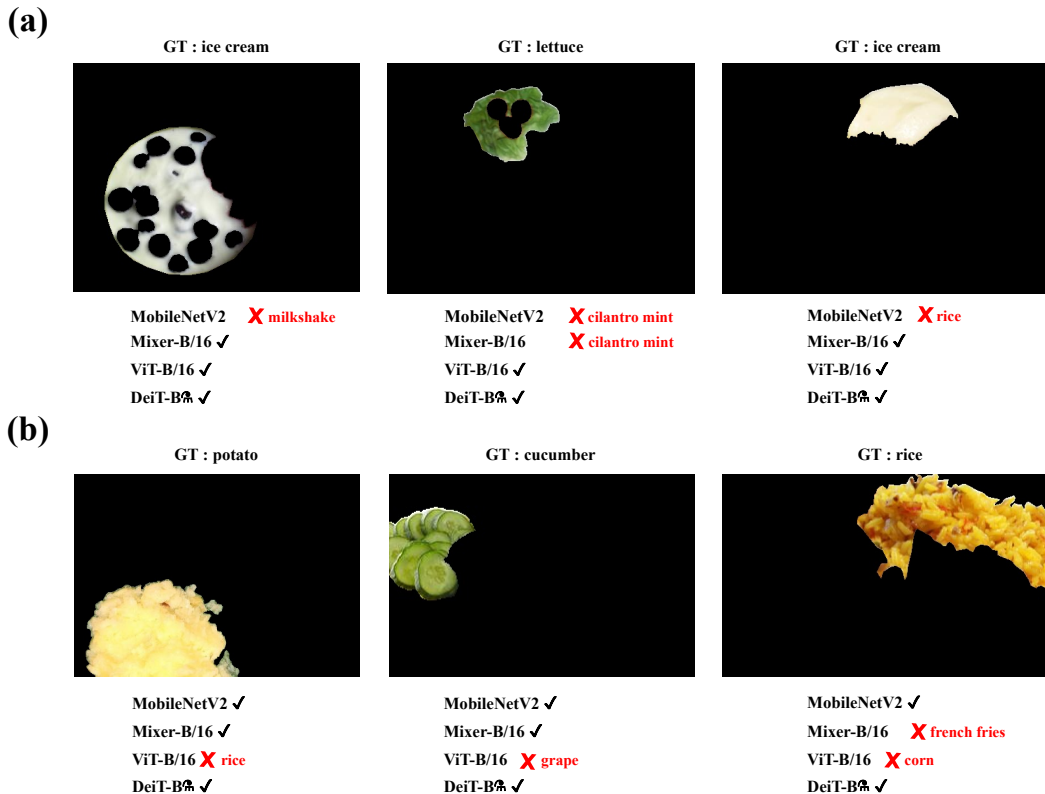 (a)
GT : ice cream
GT : lettuce
GT : ice cream
MobileNetV2 ✗ milkshake
Mixer-B/16 ✓
ViT-B/16 ✓
DeiT-B⚗ ✓
MobileNetV2 ✗ cilantro mint
Mixer-B/16 ✗ cilantro mint
ViT-B/16 ✓
DeiT-B⚗ ✓
MobileNetV2 ✗ rice
Mixer-B/16 ✓
ViT-B/16 ✓
DeiT-B⚗ ✓
(b)
GT : potato
GT : cucumber
GT : rice
MobileNetV2 ✓
Mixer-B/16 ✓
ViT-B/16 ✗ rice
DeiT-B⚗ ✓
MobileNetV2 ✓
Mixer-B/16 ✓
ViT-B/16 ✗ grape
DeiT-B⚗ ✓
MobileNetV2 ✓
Mixer-B/16 ✗ french fries
ViT-B/16 ✗ corn
DeiT-B⚗ ✓